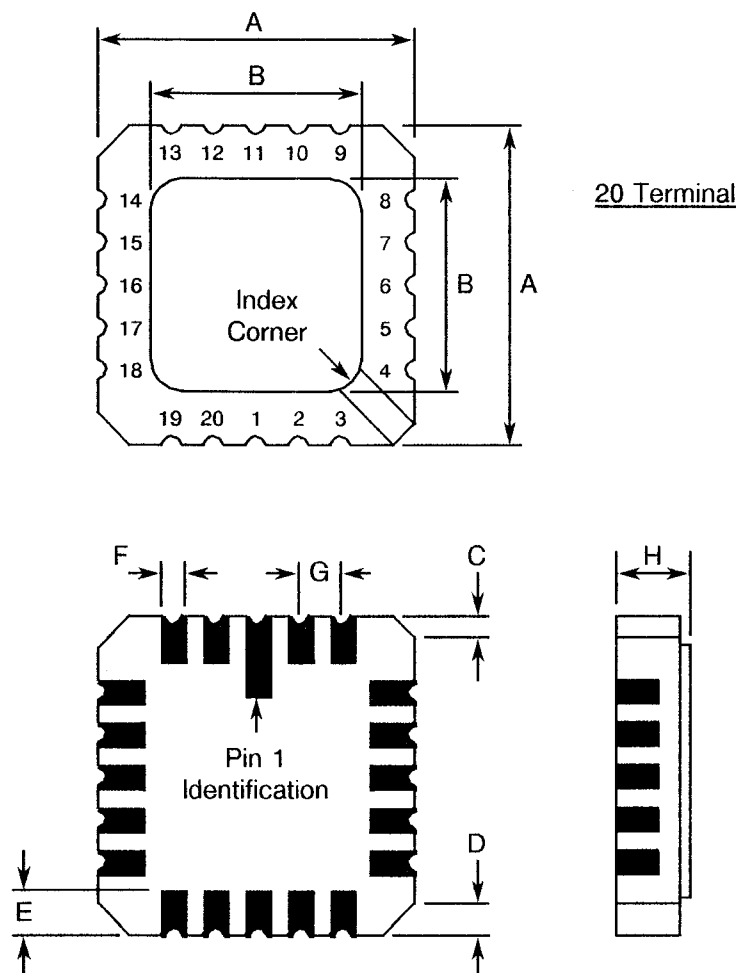 A
B
13 12 11 10 9
20 Terminal
14 8
15 7
16 6
17 5
18 4
B A
Index
Corner
19 20 1 2 3
F G C H
Pin 1
Identification
D
E